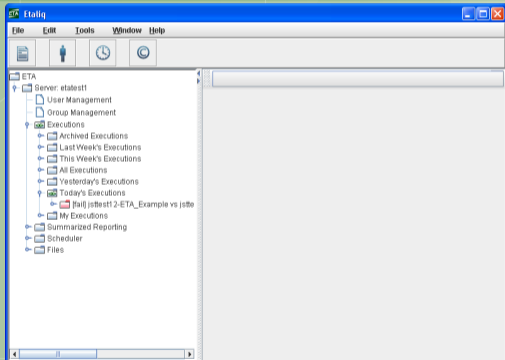 ETA Etaliq
File Edit Tools Window Help
ETA
Server: etatest1
User Management
Group Management
Executions
Archived Executions
Last Week's Executions
This Week's Executions
All Executions
Yesterday's Executions
Today's Executions
[fail] jsttest12-ETA_Example vs jstte
My Executions
Summarized Reporting
Scheduler
Files